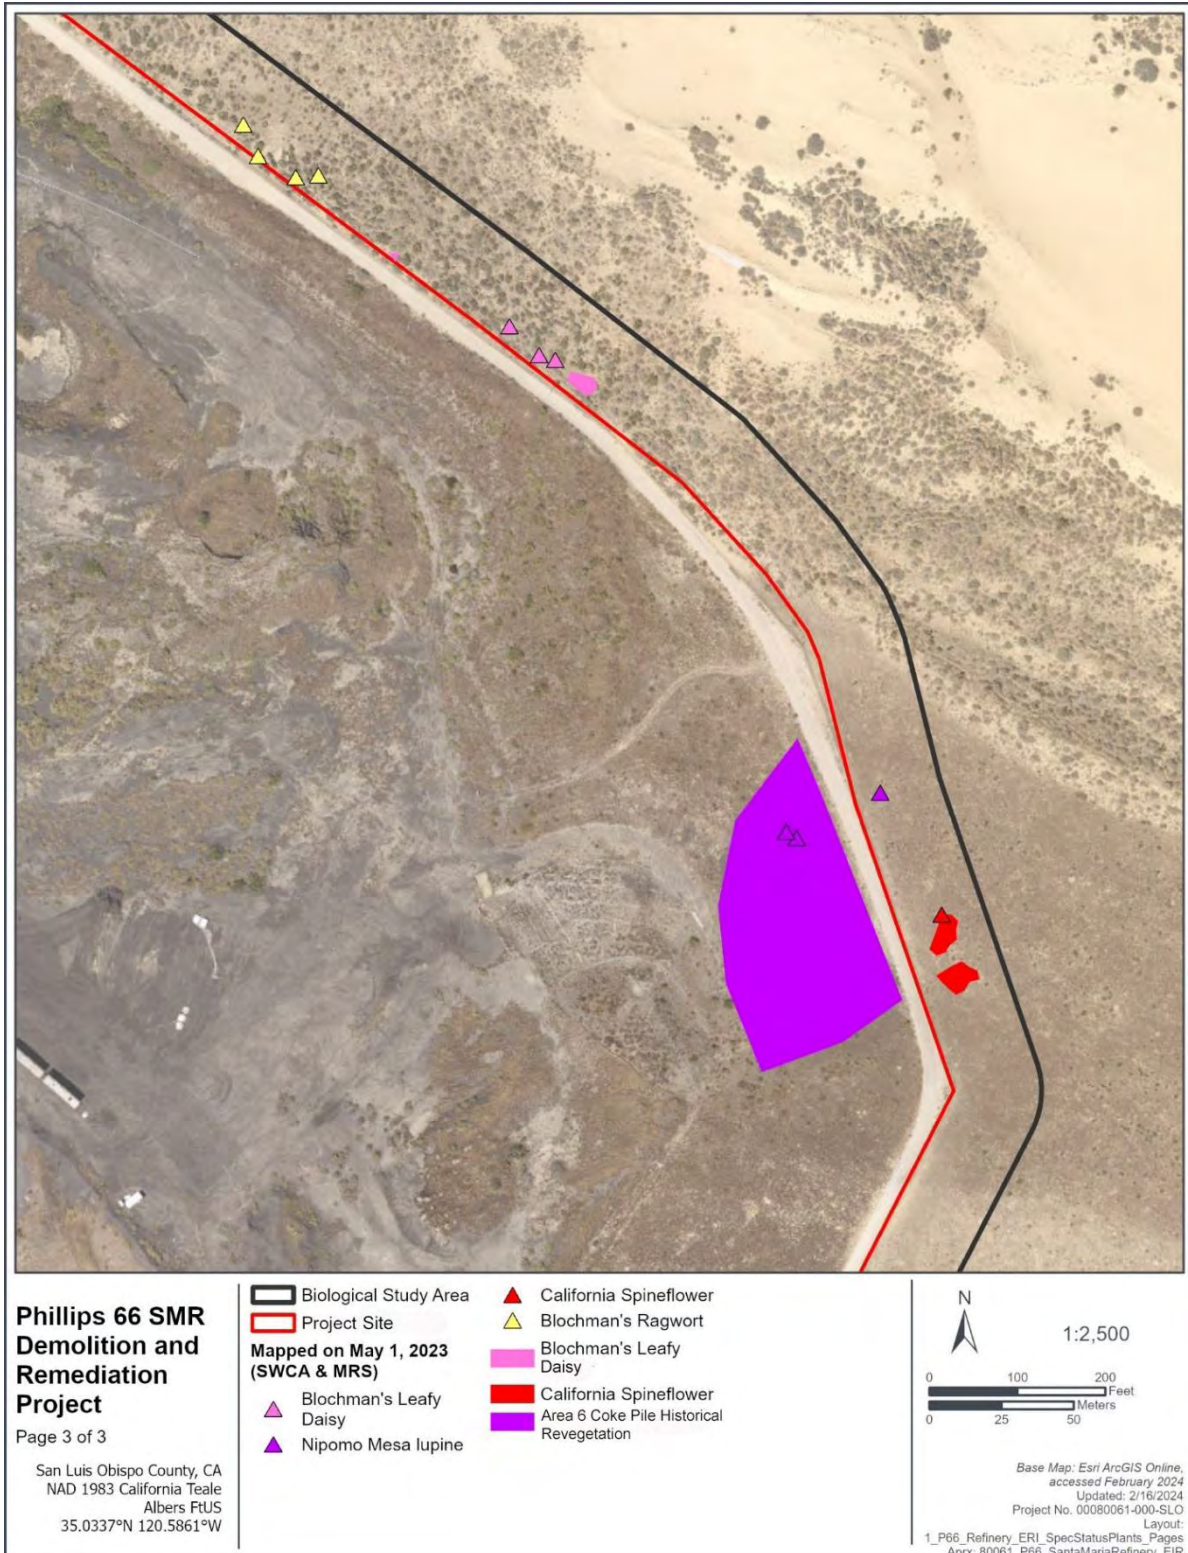 Phillips 66 SMR
Demolition and
Remediation
Project
Page 3 of 3
San Luis Obispo County, CA
NAD 1983 California Teale
Albers FtUS
35.0337°N 120.5861°W
Biological Study Area
Project Site
Mapped on May 1, 2023
(SWCA & MRS)
Blochman's Leafy
Daisy
Nipomo Mesa lupine
California Spineflower
Blochman's Ragwort
Blochman's Leafy
Daisy
California Spineflower
Area 6 Coke Pile Historical
Revegetation
N
1:2,500
0 100 200
Feet
Meters
0 25 50
Base Map: Esri ArcGIS Online,
accessed February 2024
Updated: 2/16/2024
Project No. 00080061-000-SLO
Layout:
1_P66_Refinery_ERI_SpecStatusPlants_Pages
Aprx: 80061_P66_SantaMariaRefinery_EIR